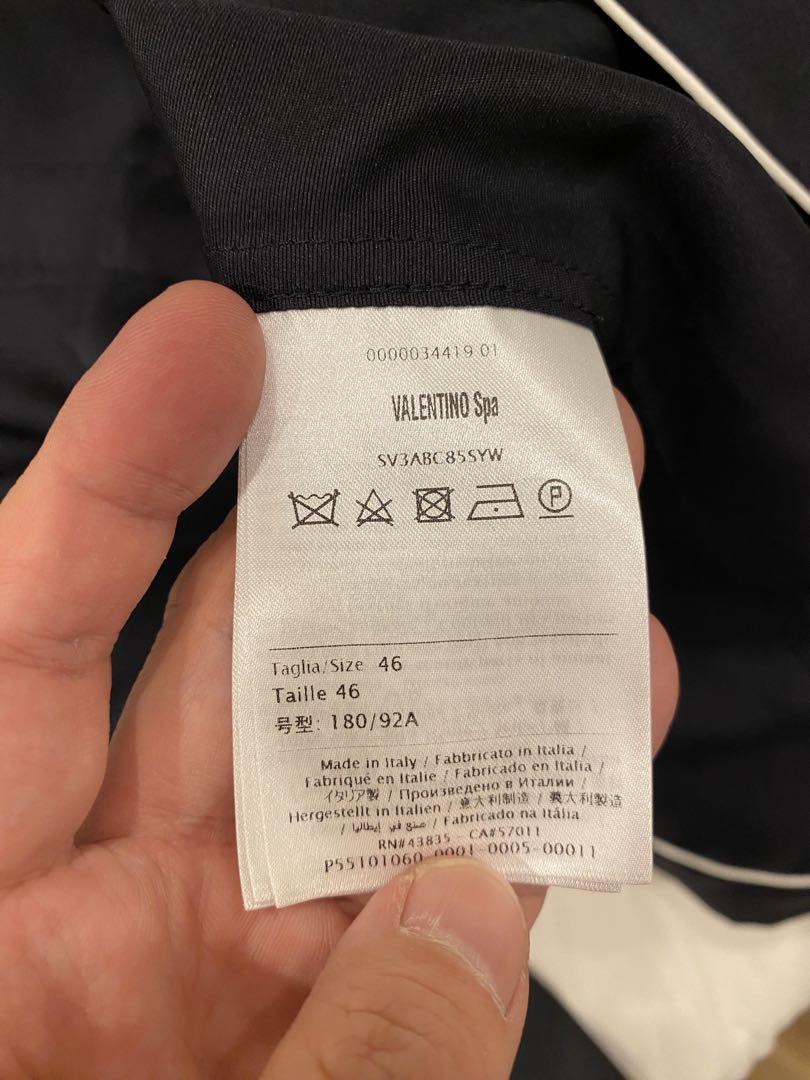 0000034419 01
VALENTINO Spa
SV3ABC85SYW
P
Taglia/Size 46
Taille 46
号型: 180/92A
Made in Italy / Fabbricato in Italia /
Fabriqué en Italie / Fabricado en Italia /
イタリア製 / Произведено в Италии /
Hergestellt in Italien / 意大利制造 / 義大利製造
/ صنع في إيطاليا / Fabricado na Itália
RN#43835 - CA#57011
P55101060-0001-0005-00011